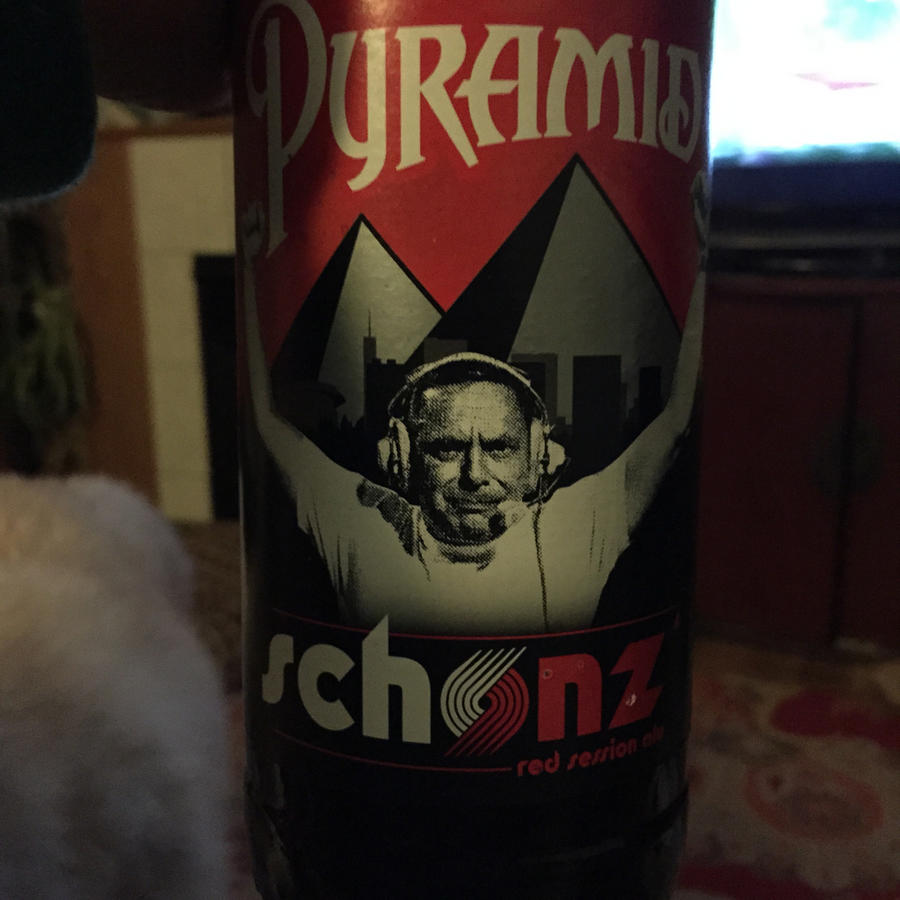 PYRAMID
schonz
red session ale